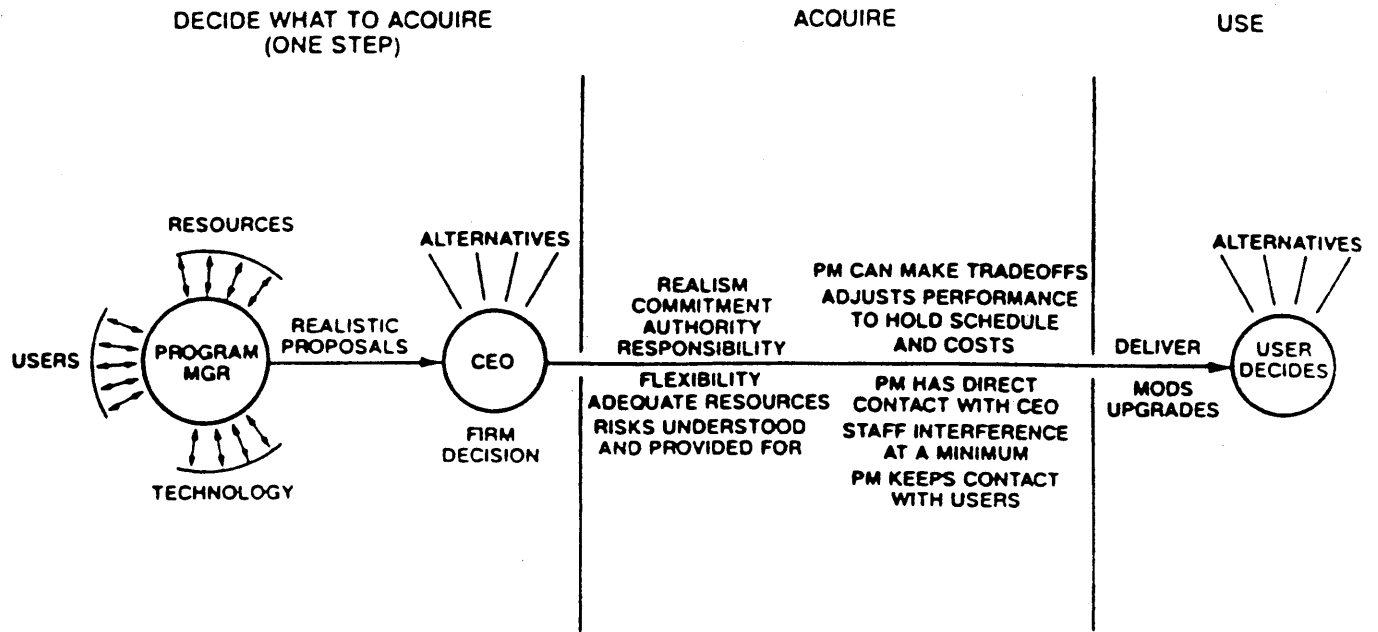 DECIDE WHAT TO ACQUIRE
(ONE STEP)
ACQUIRE
USE
RESOURCES
USERS
PROGRAM
MGR
TECHNOLOGY
REALISTIC
PROPOSALS
ALTERNATIVES
CEO
FIRM
DECISION
REALISM
COMMITMENT
AUTHORITY
RESPONSIBILITY
FLEXIBILITY
ADEQUATE RESOURCES
RISKS UNDERSTOOD
AND PROVIDED FOR
PM CAN MAKE TRADEOFFS
ADJUSTS PERFORMANCE
TO HOLD SCHEDULE
AND COSTS
PM HAS DIRECT
CONTACT WITH CEO
STAFF INTERFERENCE
AT A MINIMUM
PM KEEPS CONTACT
WITH USERS
DELIVER
MODS
UPGRADES
ALTERNATIVES
USER
DECIDES